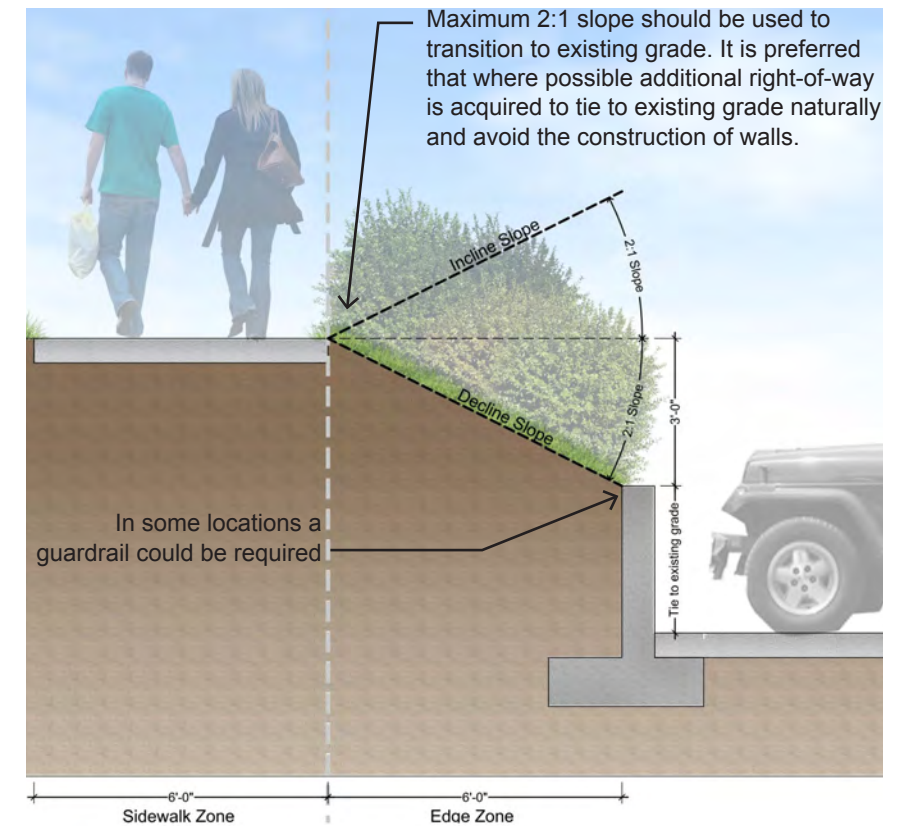 Maximum 2:1 slope should be used to
transition to existing grade. It is preferred
that where possible additional right-of-way
is acquired to tie to existing grade naturally
and avoid the construction of walls.
Incline Slope
2:1 Slope
Decline Slope
2:1 Slope
3'-0"
In some locations a
guardrail could be required
Tie to existing grade
6'-0"
6'-0"
Sidewalk Zone
Edge Zone